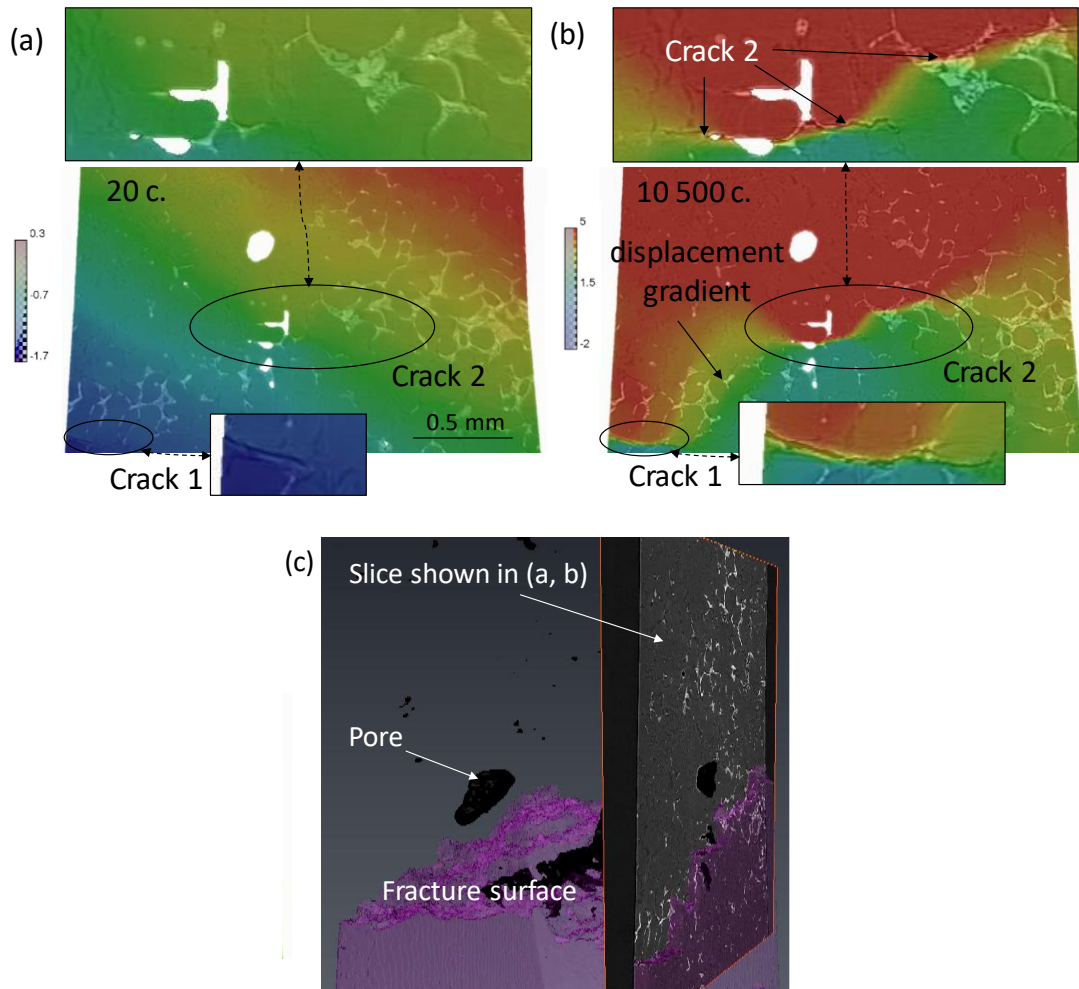 (a)
(b)
Crack 2
20 c.
10 500 c.
0.3
-0.7
-1.7
5
1.5
-2
displacement
gradient
Crack 2
Crack 2
0.5 mm
Crack 1
Crack 1
(c)
Slice shown in (a, b)
Pore
Fracture surface